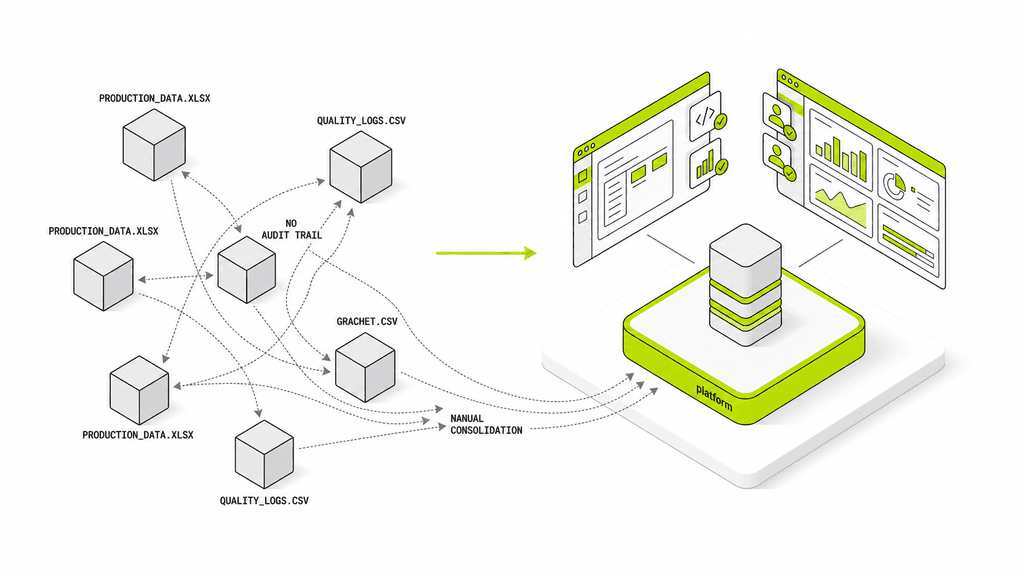 PRODUCTION_DATA.XLSX
QUALITY_LOGS.CSV
PRODUCTION_DATA.XLSX
NO
AUDIT TRAIL
GRACHET.CSV
PRODUCTION_DATA.XLSX
NANUAL
CONSOLIDATION
QUALITY_LOGS.CSV
</>
platform